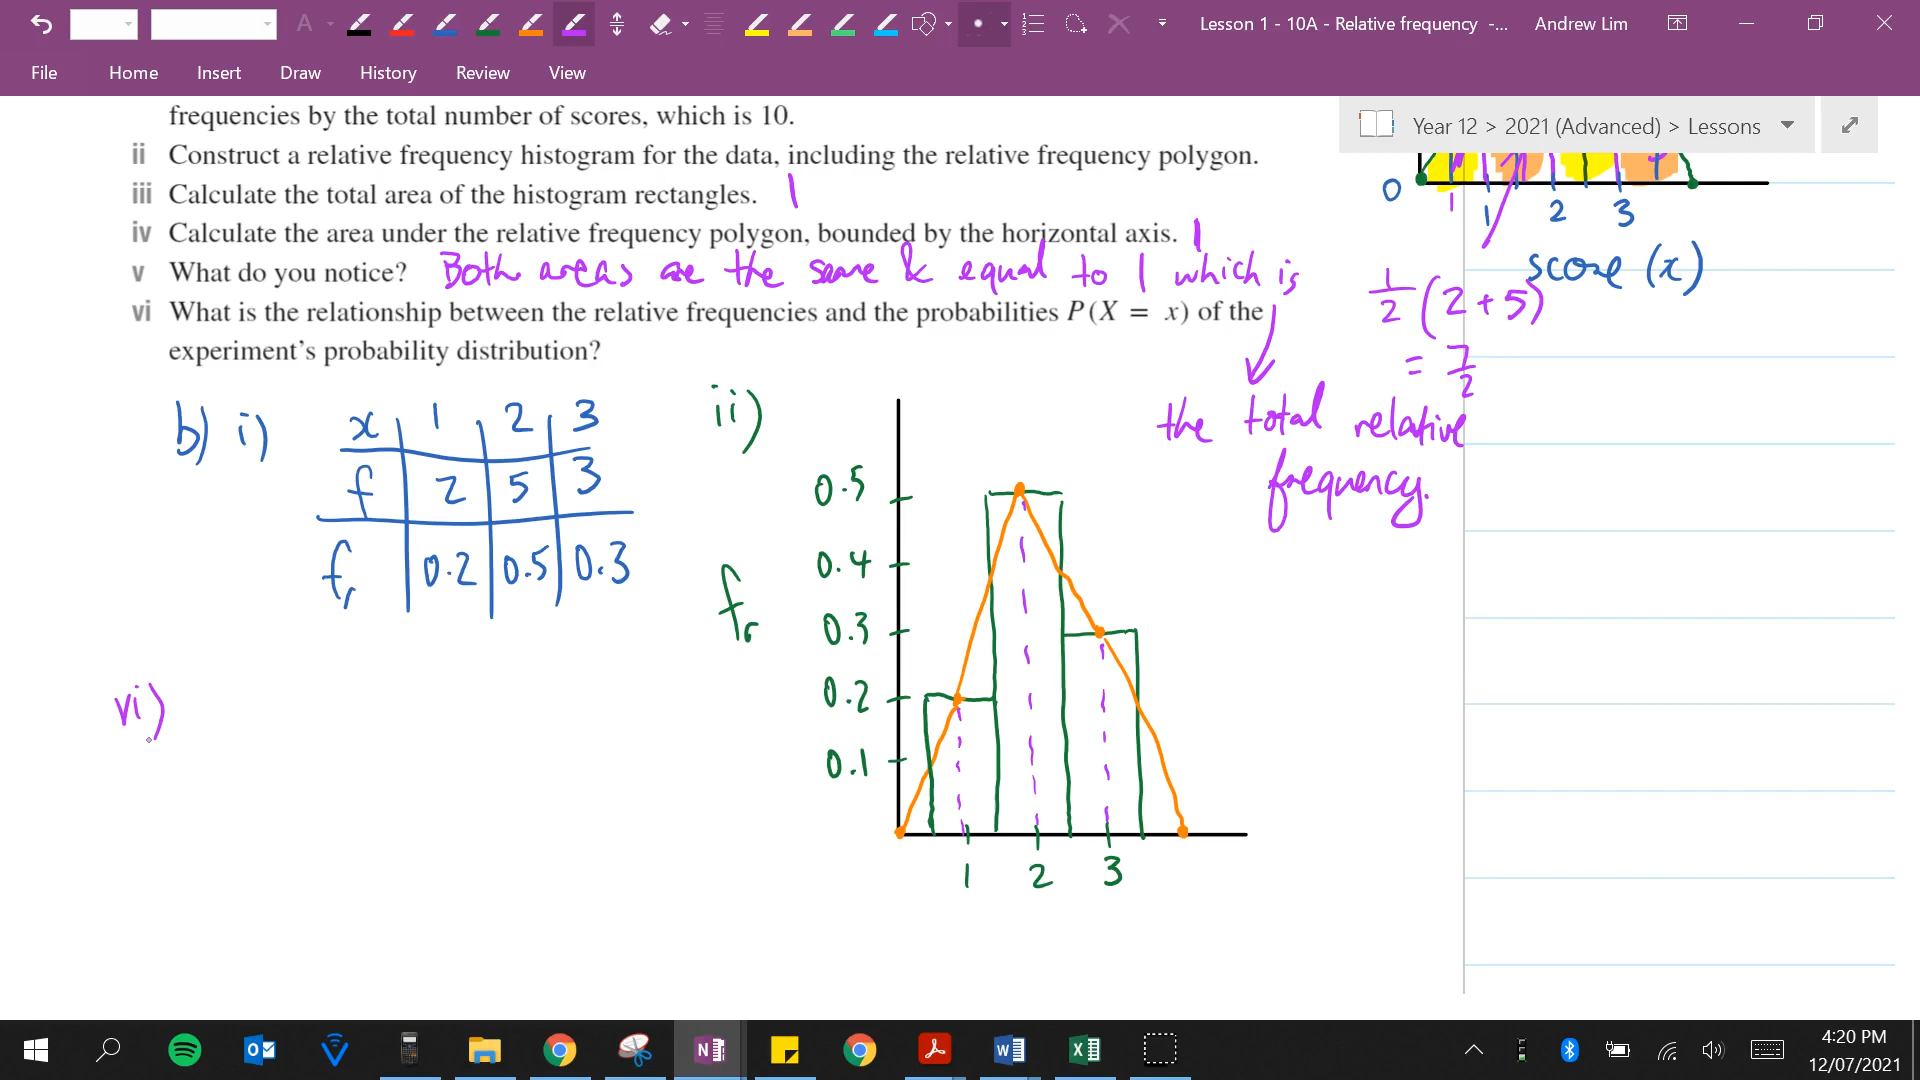 Lesson 1 - 10A - Relative frequency -...
Andrew Lim
File
Home
Insert
Draw
History
Review
View
Year 12 > 2021 (Advanced) > Lessons
frequencies by the total number of scores, which is 10.
ii Construct a relative frequency histogram for the data, including the relative frequency polygon.
iii Calculate the total area of the histogram rectangles. 1
iv Calculate the area under the relative frequency polygon, bounded by the horizontal axis. 1
v What do you notice? Both areas are the same & equal to 1 which is
the total relative
frequency.
vi What is the relationship between the relative frequencies and the probabilities P(X = x) of the
experiment's probability distribution?
0 1 1 2 3
score (x)
1/2 (2 + 5)
= 7/2
b) i)
x 1 2 3
f 2 5 3
fr 0.2 0.5 0.3
ii)
0.5
0.4
fr
0.3
0.2
0.1
1 2 3
vi)
4:20 PM
12/07/2021